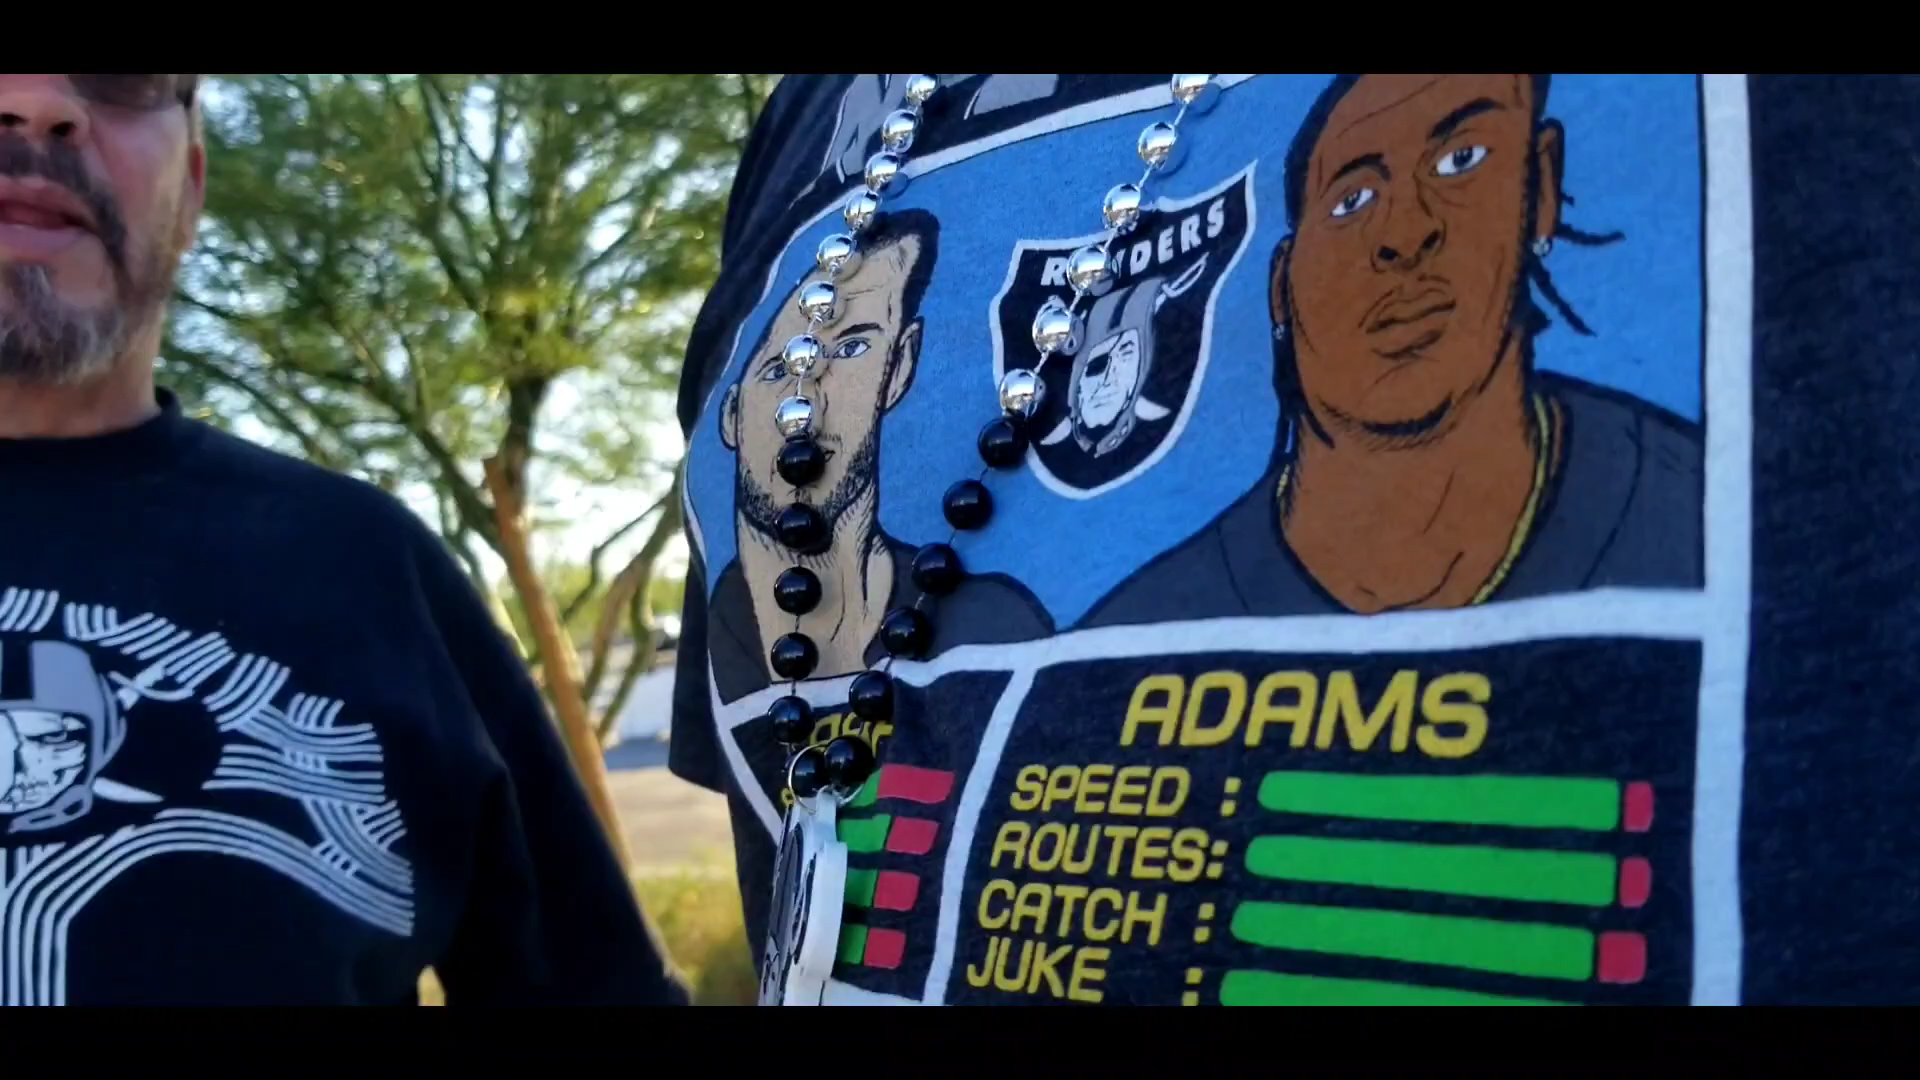 RAIDERS
ADAMS
SPEED :
ROUTES:
CATCH :
JUKE :